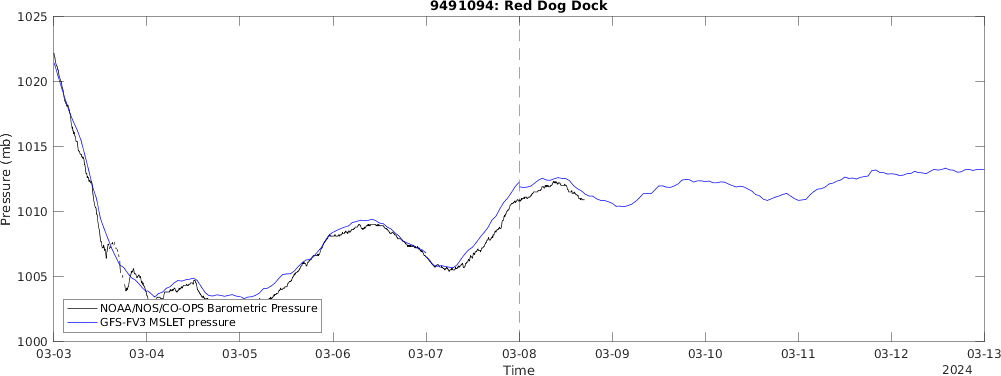 9491094: Red Dog Dock
1025
1020
1015
1010
1005
1000
Pressure (mb)
NOAA/NOS/CO-OPS Barometric Pressure
GFS-FV3 MSLET pressure
03-03 03-04 03-05 03-06 03-07 03-08 03-09 03-10 03-11 03-12 03-13
Time
2024